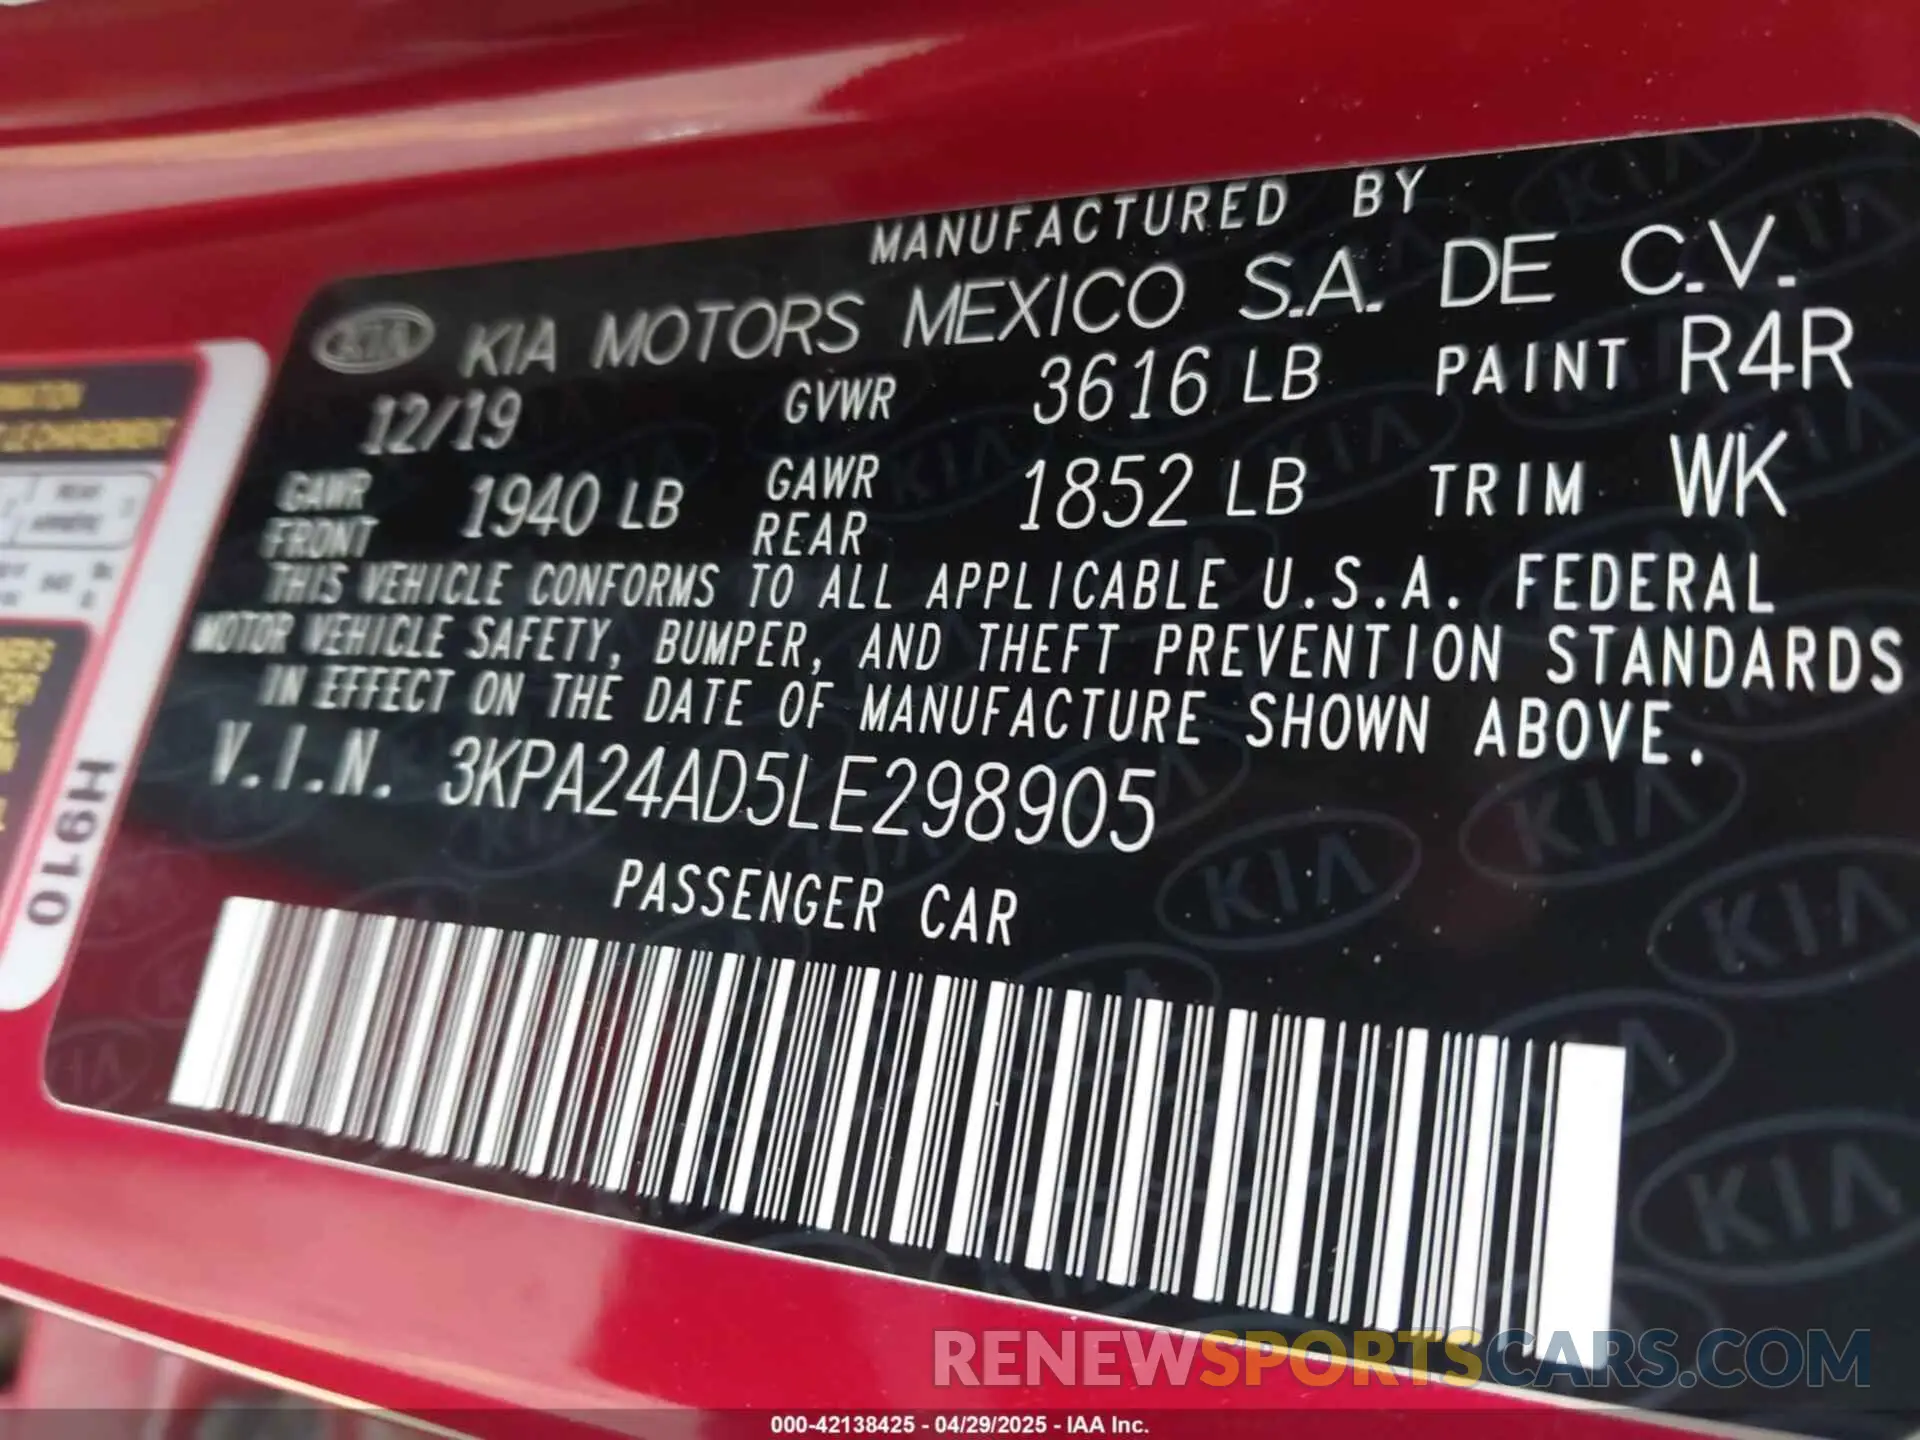 MANUFACTURED BY
KIA KIA MOTORS MEXICO S.A. DE C.V.
12/19 GVWR 3616 LB PAINT R4R
GAWR FRONT 1940 LB GAWR REAR 1852 LB TRIM WK
THIS VEHICLE CONFORMS TO ALL APPLICABLE U.S.A. FEDERAL
MOTOR VEHICLE SAFETY, BUMPER, AND THEFT PREVENTION STANDARDS
IN EFFECT ON THE DATE OF MANUFACTURE SHOWN ABOVE.
V.I.N. 3KPA24AD5LE298905
PASSENGER CAR
H910
RENEWSPORTSCARS.COM
000-42138425 - 04/29/2025 - IAA Inc.